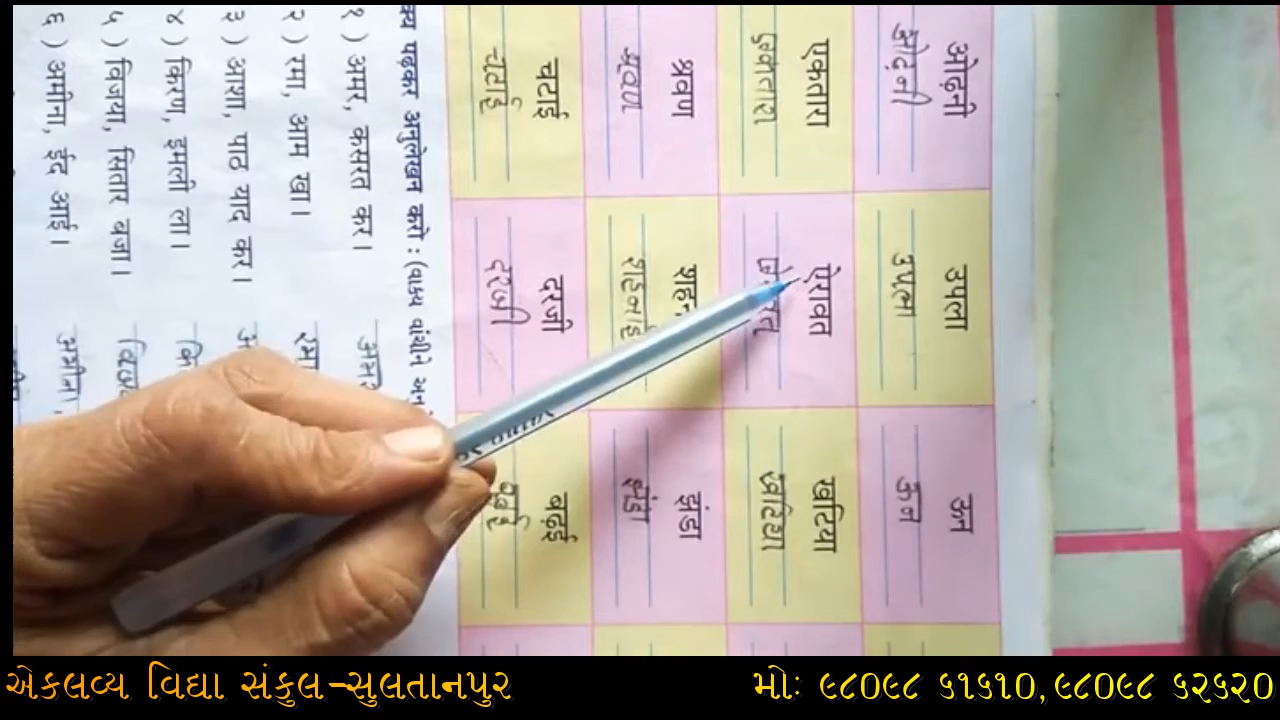 ओढ़नी उपला ऊन
ओढ़नी उपला ऊन
एकतारा ऐरावत खटिया
एकतारा खटिया
श्रवण झंडा
श्रवण शहनाई झंडा
चटाई दरजी बढ़ई
चटाई दरजी बढ़ई
पढ़कर अनुलेखन करो : (વાક્ય વાંચીને
१ ) अमर, कसरत कर।
२ ) रमा, आम खा।
३ ) आशा, पाठ याद कर।
४ ) किरण, इमली ला।
५ ) विजया, सितार बजा।
६ ) अमीना, ईद आई।
એકલવ્ય વિદ્યા સંકુલ-સુલતાનપુર
મોઃ ૯૮૦૯૮ ૬૧૬૧૦,૯૮૦૯૮ ૬૨૬૨૦